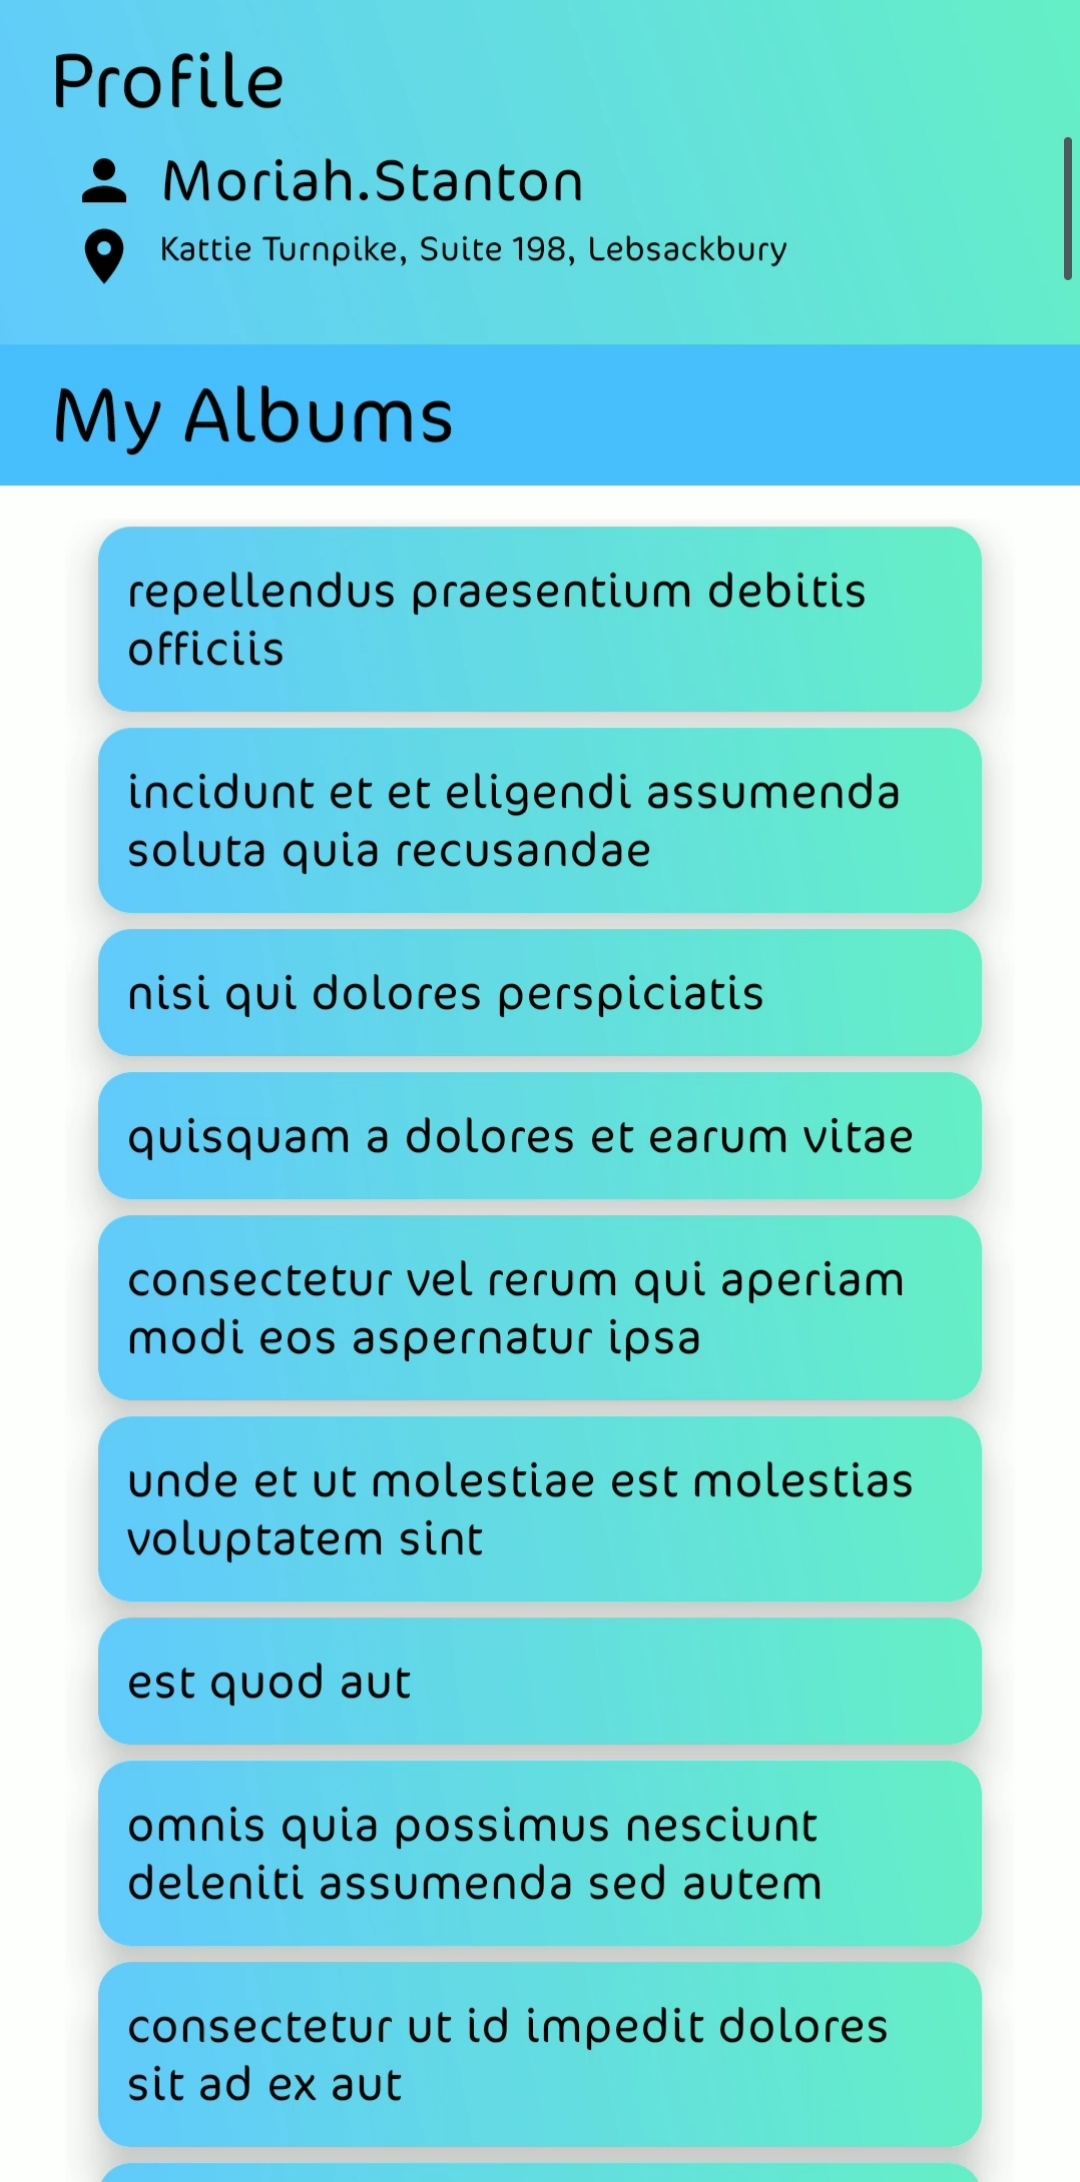 Profile
Moriah.Stanton
Kattie Turnpike, Suite 198, Lebsackbury
My Albums
repellendus praesentium debitis
officiis
incidunt et et eligendi assumenda
soluta quia recusandae
nisi qui dolores perspiciatis
quisquam a dolores et earum vitae
consectetur vel rerum qui aperiam
modi eos aspernatur ipsa
unde et ut molestiae est molestias
voluptatem sint
est quod aut
omnis quia possimus nesciunt
deleniti assumenda sed autem
consectetur ut id impedit dolores
sit ad ex aut